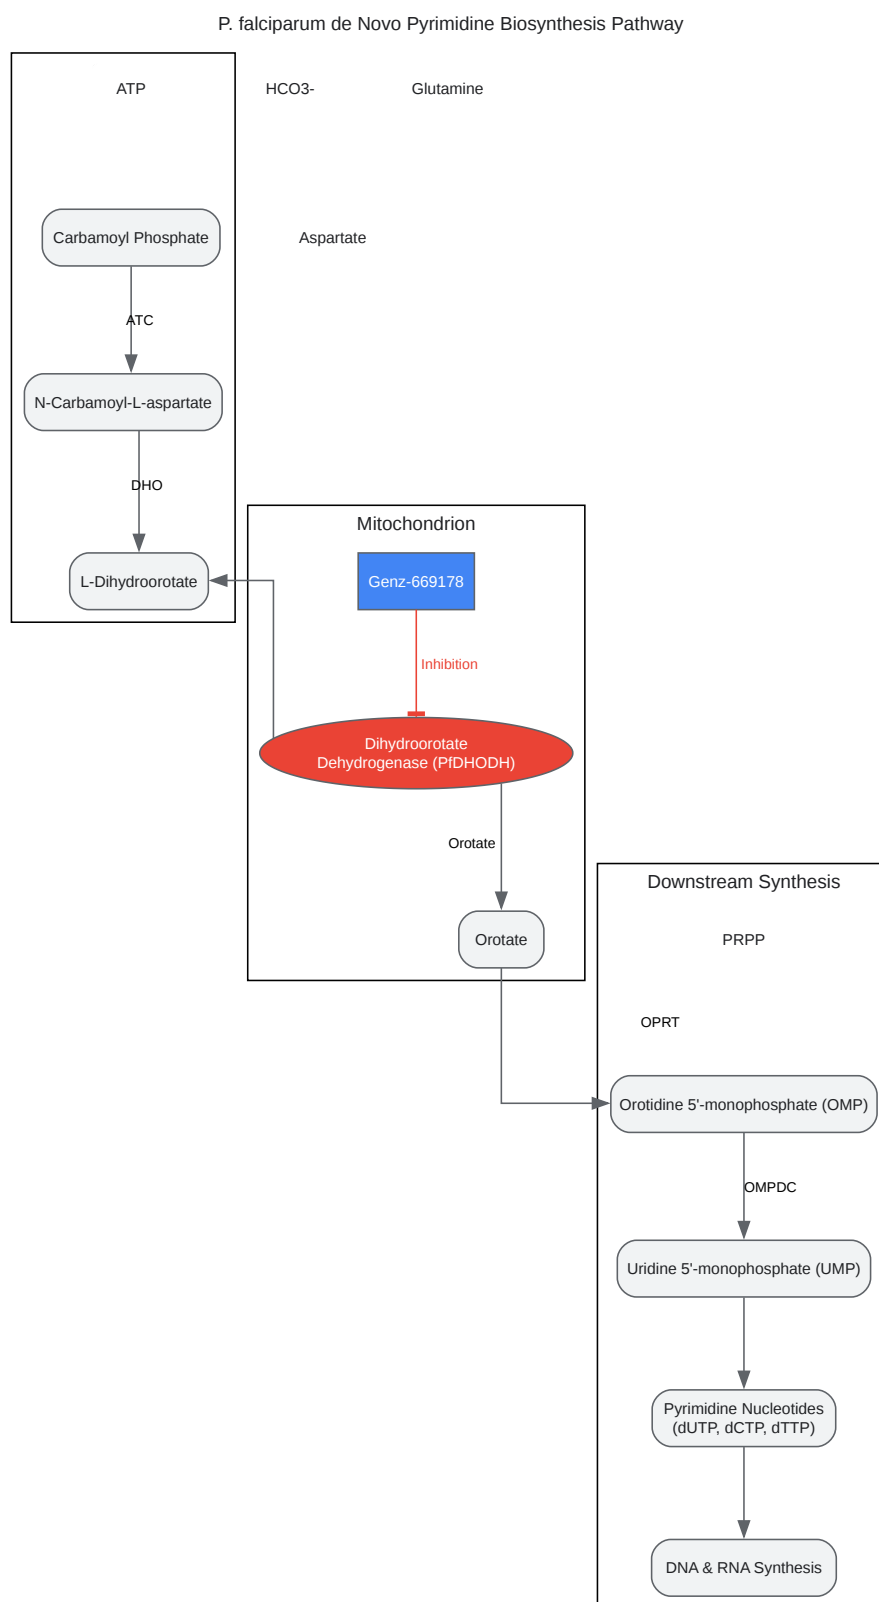 P. falciparum de Novo Pyrimidine Biosynthesis Pathway
ATP
HCO3-
Glutamine
Carbamoyl Phosphate
Aspartate
ATC
N-Carbamoyl-L-aspartate
DHO
L-Dihydroorotate
Mitochondrion
Genz-669178
Inhibition
Dihydroorotate
Dehydrogenase (PfDHODH)
Orotate
Orotate
Downstream Synthesis
PRPP
OPRT
Orotidine 5'-monophosphate (OMP)
OMPDC
Uridine 5'-monophosphate (UMP)
Pyrimidine Nucleotides
(dUTP, dCTP, dTTP)
DNA & RNA Synthesis